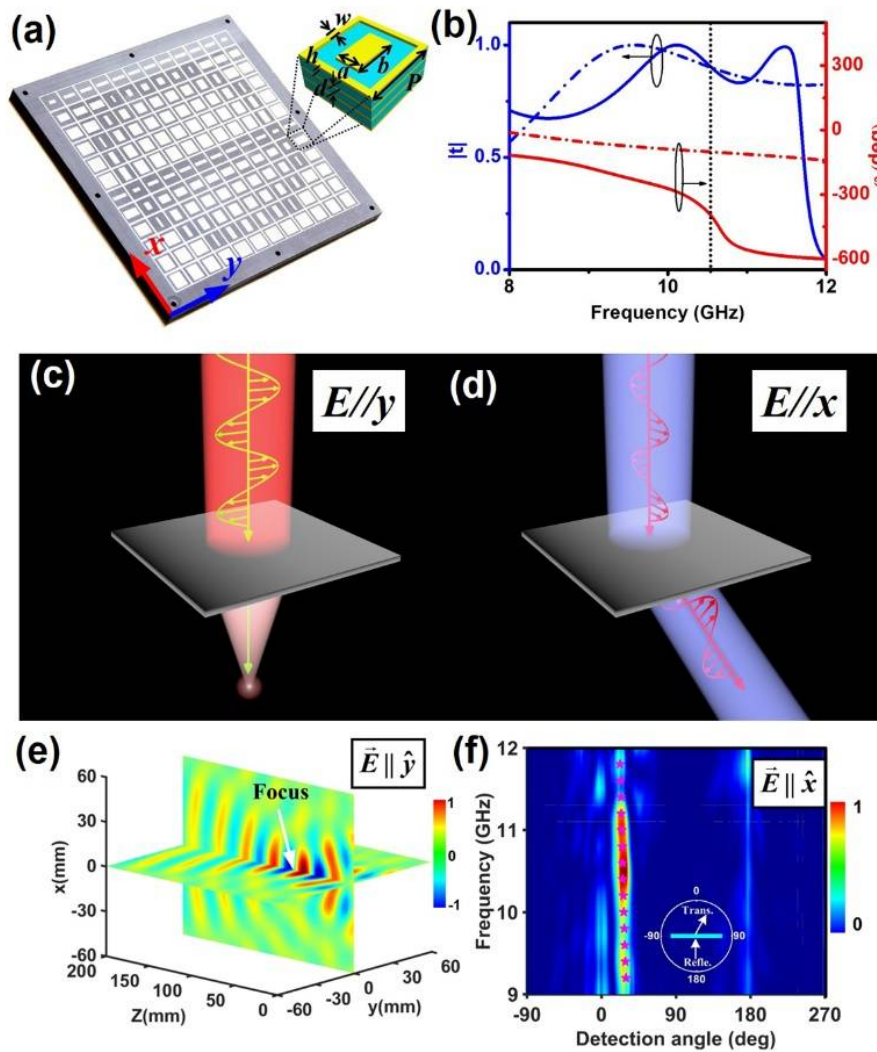 (a)
w
h
a
b
d
P
x
y
(b)
1.0
0.5
0.0
|t|
300
0
-300
-600
φ (deg)
8
10
12
Frequency (GHz)
(c)
E//y
(d)
E//x
(e)
E⃗ ∥ ŷ
Focus
60
30
0
-30
-60
x(mm)
200
150
100
50
0
Z(mm)
-60
-30
0
30
60
y(mm)
1
0
-1
(f)
E⃗ ∥ x̂
12
11
10
9
Frequency (GHz)
-90
0
90
180
270
Detection angle (deg)
1
0
0
Trans.
-90
90
Refle.
180